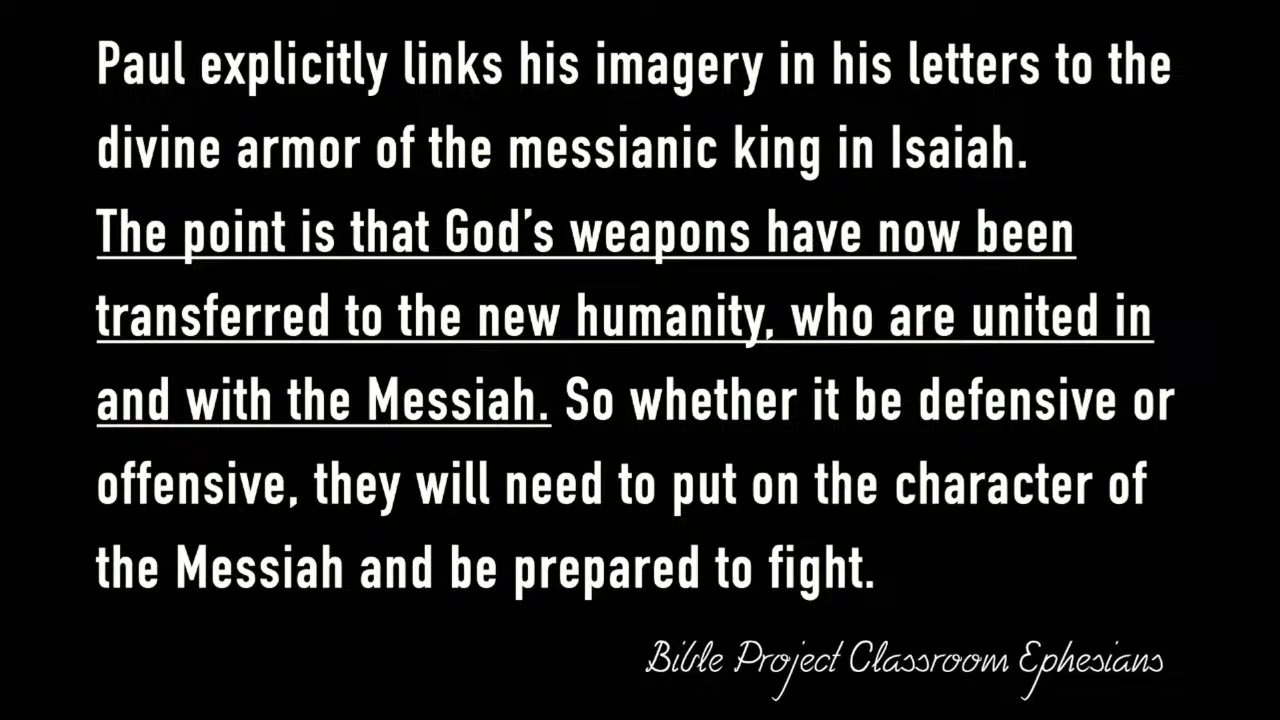 Paul explicitly links his imagery in his letters to the
divine armor of the messianic king in Isaiah.
The point is that God’s weapons have now been
transferred to the new humanity, who are united in
and with the Messiah. So whether it be defensive or
offensive, they will need to put on the character of
the Messiah and be prepared to fight.
Bible Project Classroom Ephesians